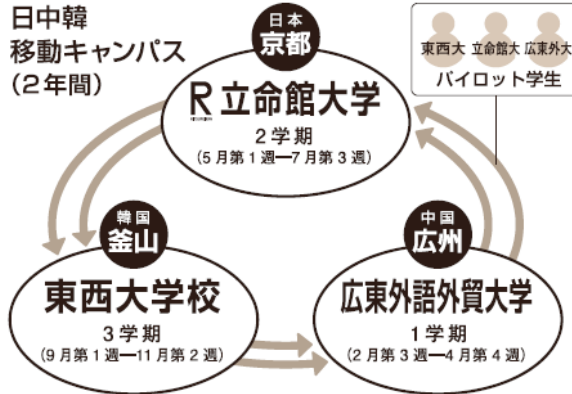 日中韓
移動キャンパス
(2年間)
日本
京都
R 立命館大学
2学期
(5月第1週―7月第3週)
東西大 立命館大 広東外大
パイロット学生
韓国
釜山
東西大学校
3学期
(9月第1週―11月第2週)
中国
広州
広東外語外貿大学
1学期
(2月第3週―4月第4週)